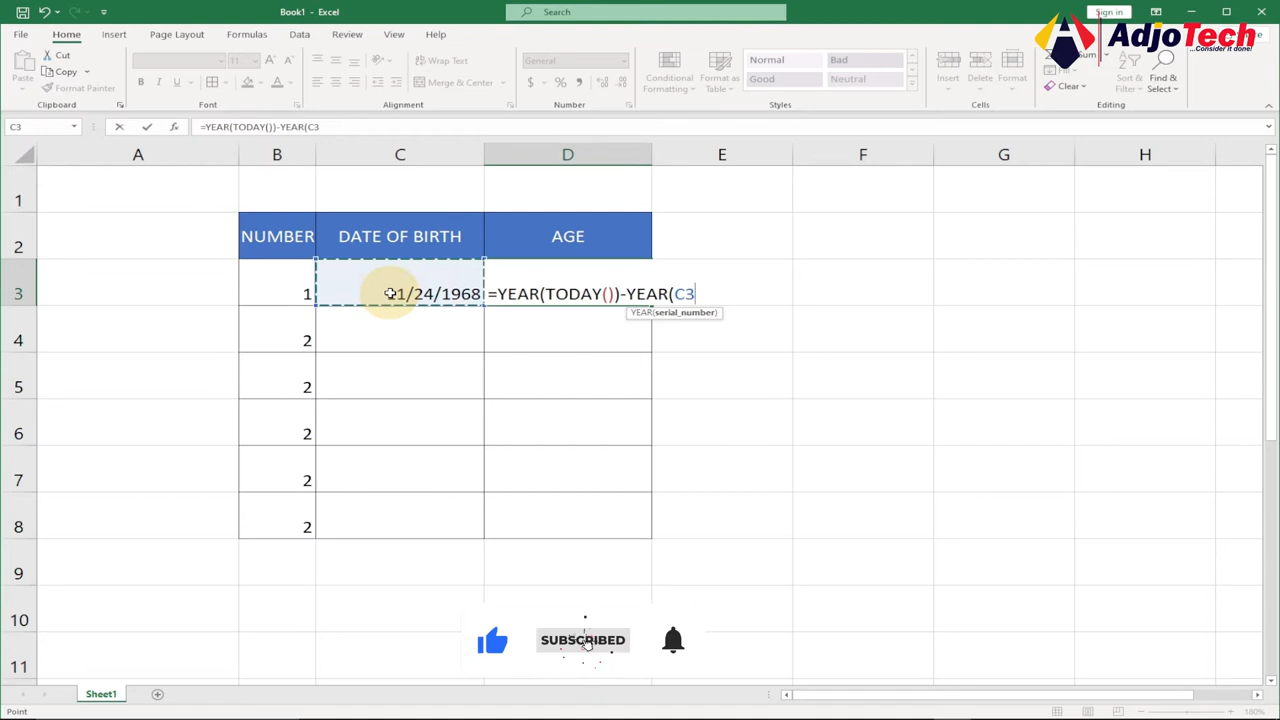 Book1 - Excel
Search
Sign in
AdjoTech
...Consider it done!
File
Home
Insert
Page Layout
Formulas
Data
Review
View
Help
Cut
Copy
Format Painter
Paste
Clipboard
Font
Wrap Text
Merge & Center
Alignment
General
Number
Conditional Formatting
Format as Table
Normal
Bad
Good
Neutral
Styles
Insert
Delete
Format
Cells
Fill
Clear
Sort & Filter
Find & Select
Editing
C3
=YEAR(TODAY())-YEAR(C3
A B C D E F G H
1
2 NUMBER DATE OF BIRTH AGE
3 1 1/24/1968 =YEAR(TODAY())-YEAR(C3
YEAR(serial_number)
4 2
5 2
6 2
7 2
8 2
9
10
SUBSCRIBED
11
Sheet1
Point
180%